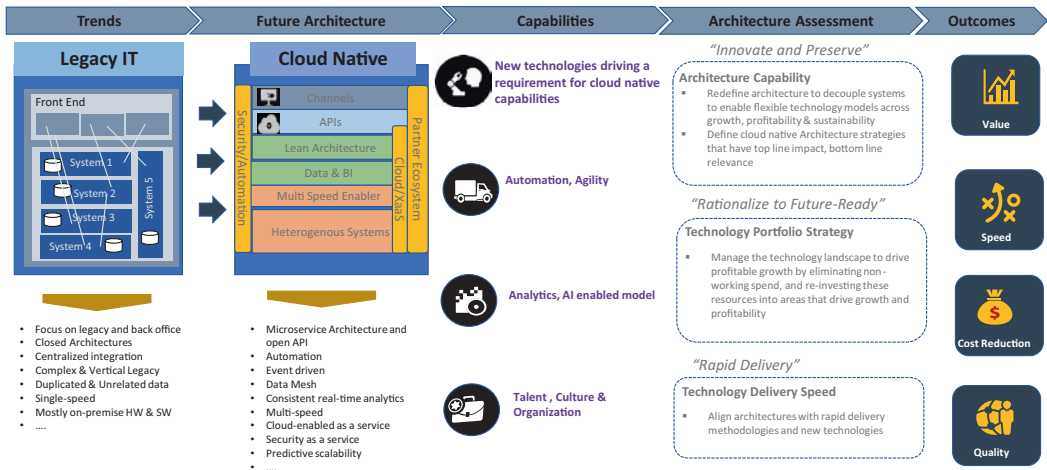 Trends
Future Architecture
Capabilities
Architecture Assessment
Outcomes
Legacy IT
Front End
System 1
System 2
System 3
System 4
System 5
• Focus on legacy and back office
• Closed Architectures
• Centralized integration
• Complex & Vertical Legacy
• Duplicated & Unrelated data
• Single-speed
• Mostly on-premise HW & SW
• ....
Cloud Native
Security/Automation
Channels
APIs
Lean Architecture
Data & BI
Multi Speed Enabler
Heterogenous Systems
Cloud/XaaS
Partner Ecosystem
• Microservice Architecture and
open API
• Automation
• Event driven
• Data Mesh
• Consistent real-time analytics
• Multi-speed
• Cloud-enabled as a service
• Security as a service
• Predictive scalability
• ....
New technologies driving a
requirement for cloud native
capabilities
Automation, Agility
Analytics, AI enabled model
Talent , Culture &
Organization
“Innovate and Preserve”
Architecture Capability
▪ Redefine architecture to decouple systems
to enable flexible technology models across
growth, profitability & sustainability
▪ Define cloud native Architecture strategies
that have top line impact, bottom line
relevance
“Rationalize to Future-Ready”
Technology Portfolio Strategy
▪ Manage the technology landscape to drive
profitable growth by eliminating non-
working spend, and re-investing these
resources into areas that drive growth and
profitability
“Rapid Delivery”
Technology Delivery Speed
▪ Align architectures with rapid delivery
methodologies and new technologies
Value
Speed
$
Cost Reduction
Quality